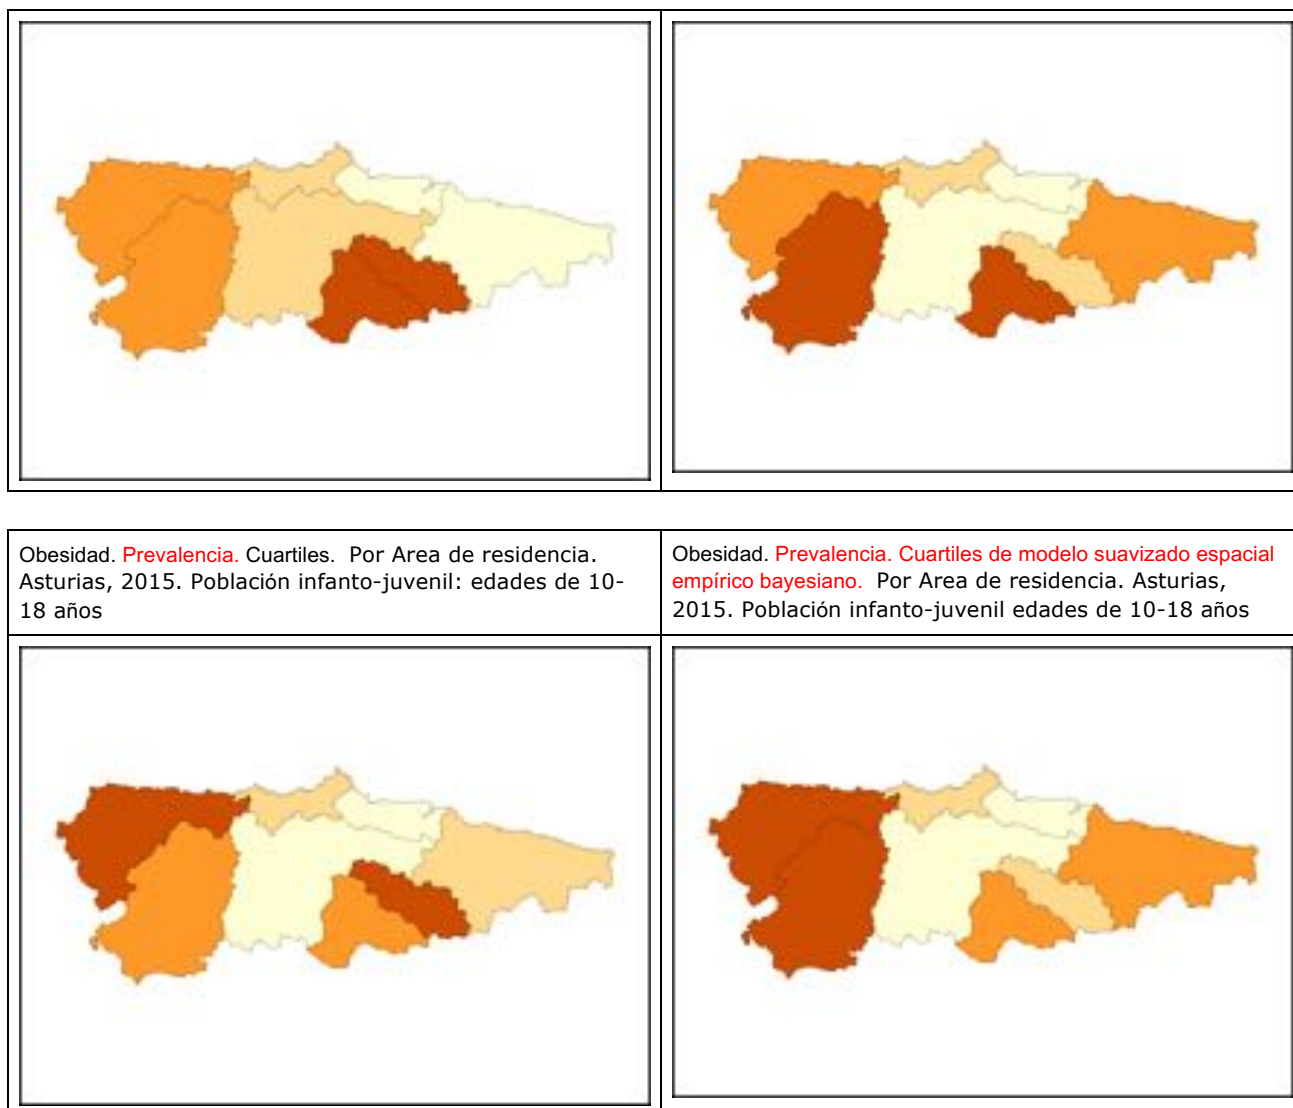 Obesidad. Prevalencia. Cuartiles. Por Area de residencia.
Asturias, 2015. Población infanto-juvenil: edades de 10-
18 años
Obesidad. Prevalencia. Cuartiles de modelo suavizado espacial
empírico bayesiano. Por Area de residencia. Asturias,
2015. Población infanto-juvenil edades de 10-18 años